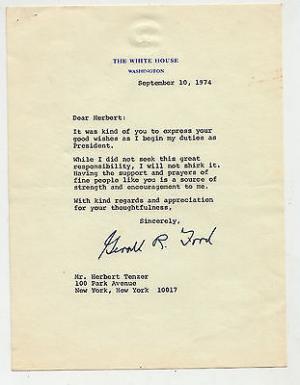 THE WHITE HOUSE
WASHINGTON
September 10, 1974
Dear Herbert:
It was kind of you to express your
good wishes as I begin my duties as
President.
While I did not seek this great
responsibility, I will not shirk it.
Having the support and prayers of
fine people like you is a source of
strength and encouragement to me.
With kind regards and appreciation
for your thoughtfulness,
Sincerely,
Gerald R. Ford
Mr. Herbert Tenzer
100 Park Avenue
New York, New York 10017